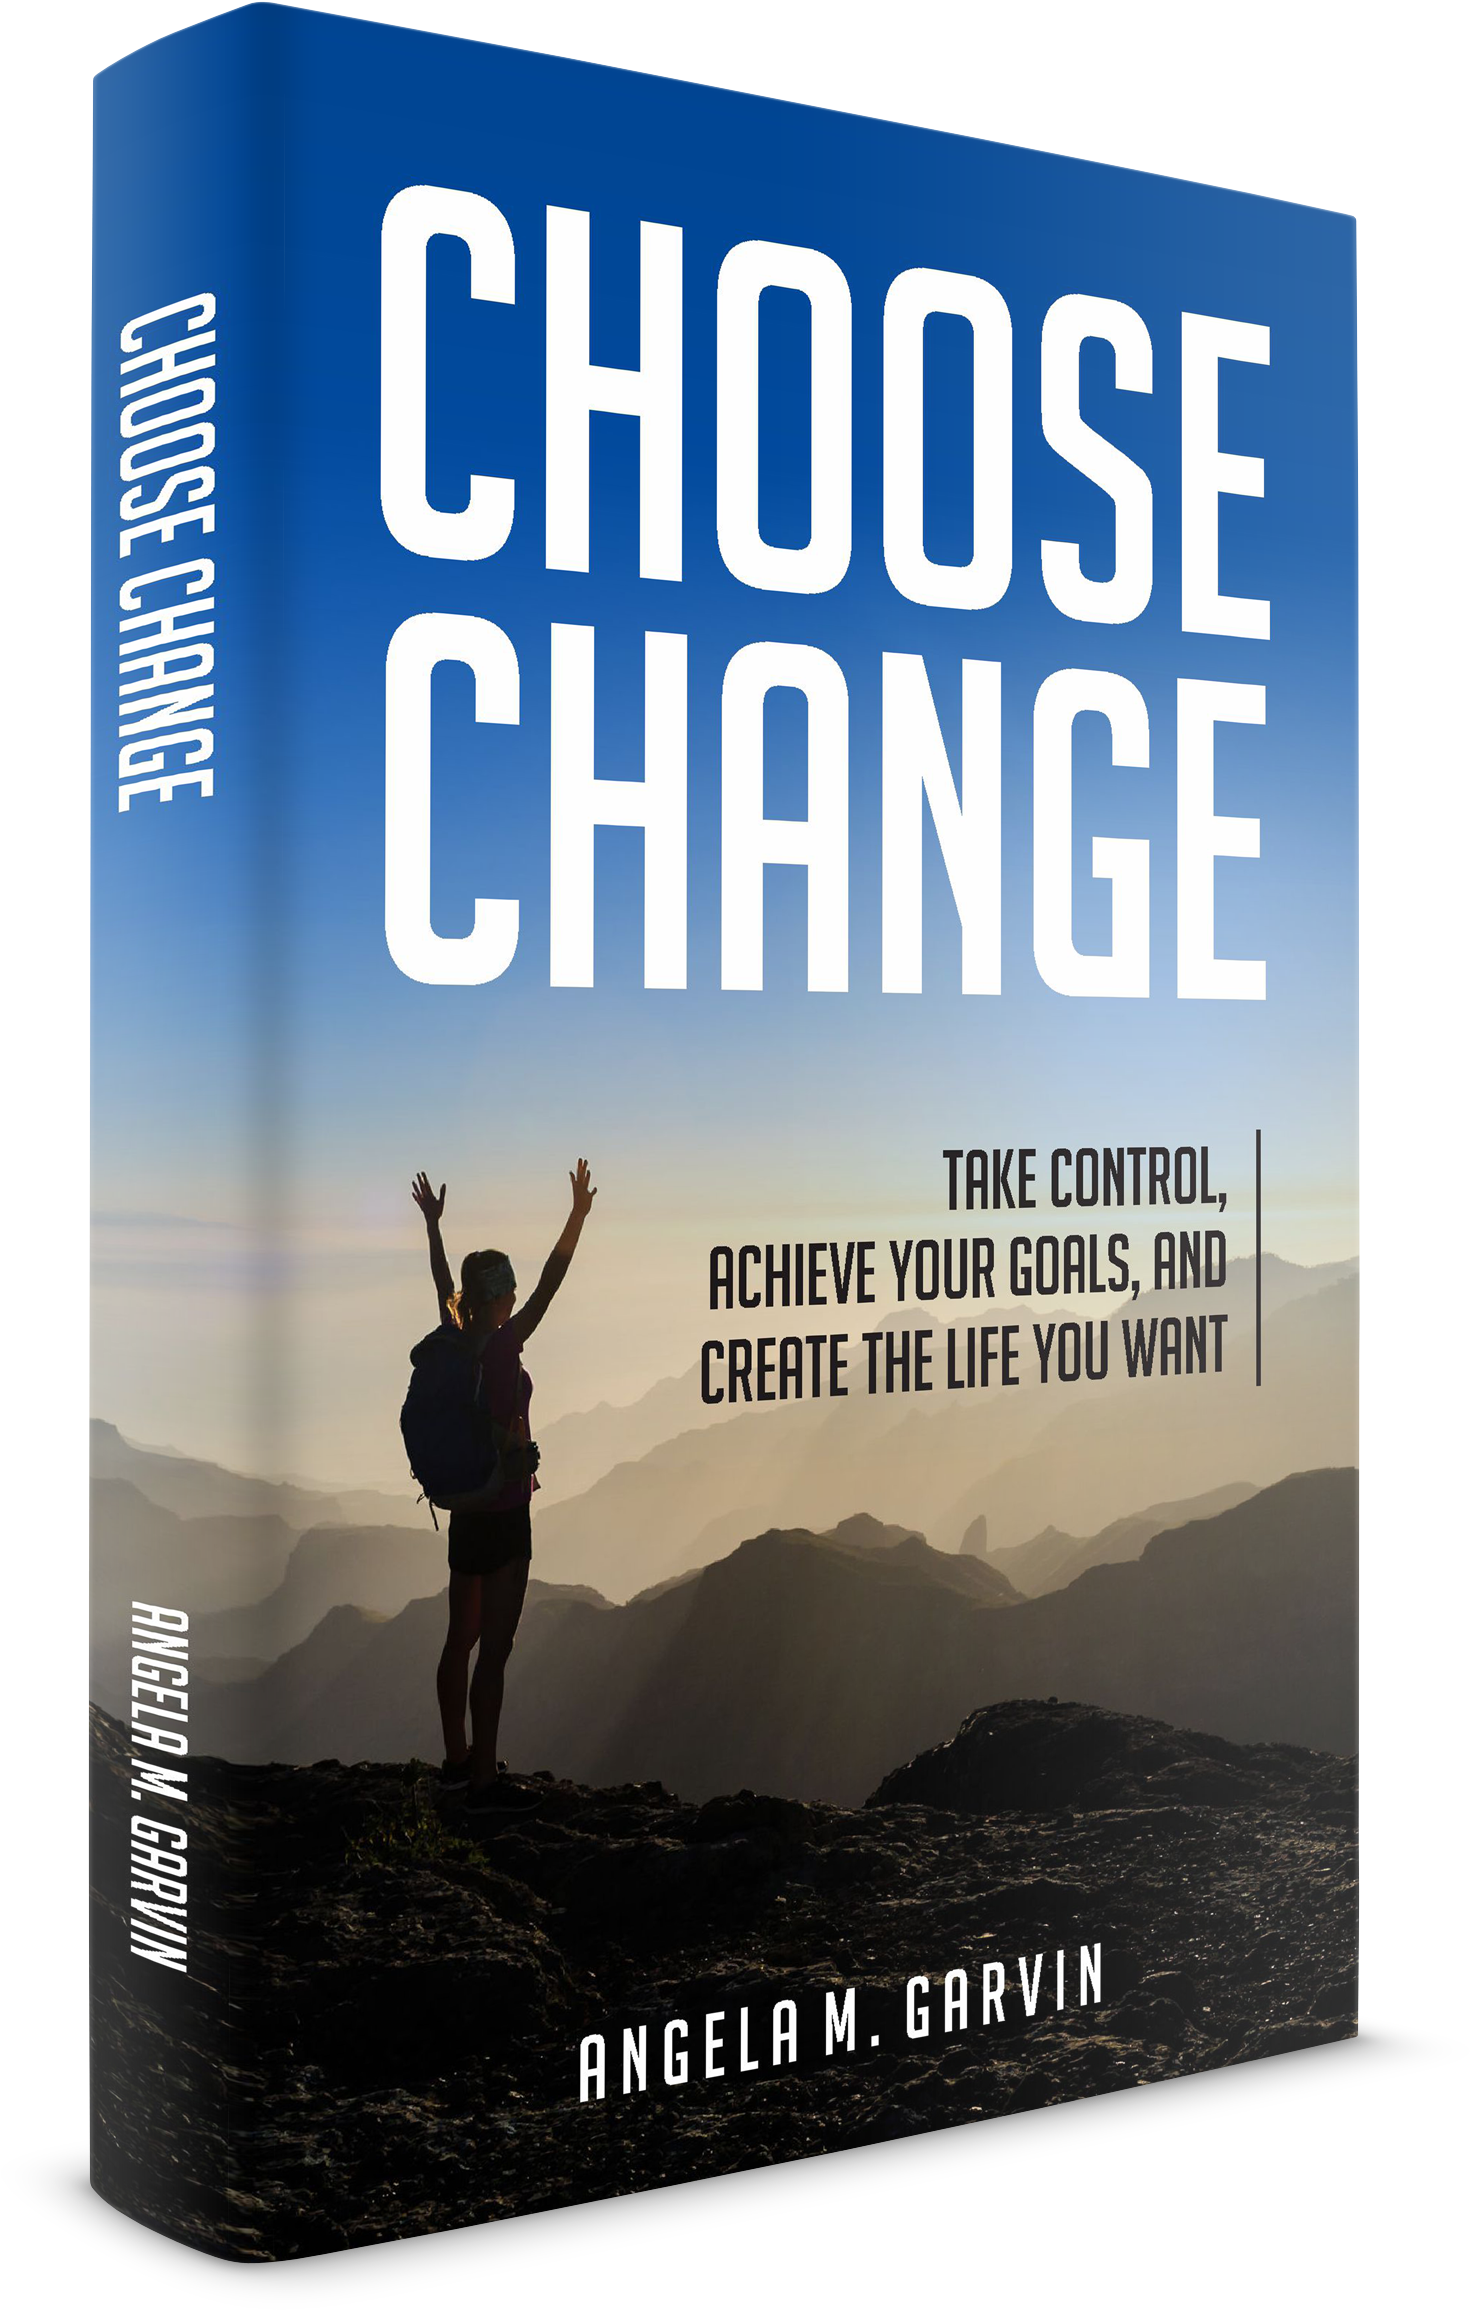 CHOOSE CHANGE
ANGELA M. GARVIN
CHOOSE
CHANGE
TAKE CONTROL,
ACHIEVE YOUR GOALS, AND
CREATE THE LIFE YOU WANT
ANGELA M. GARVIN